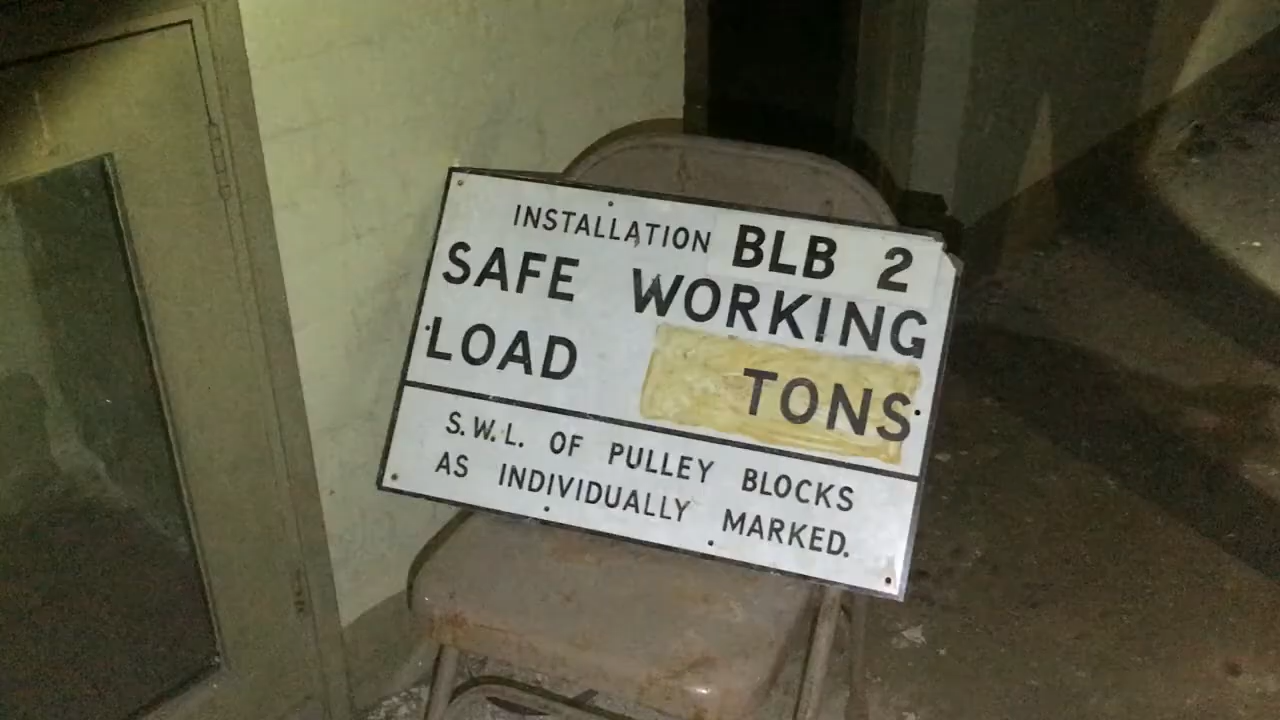 INSTALLATION BLB 2
SAFE WORKING
LOAD TONS
S.W.L. OF PULLEY BLOCKS
AS INDIVIDUALLY MARKED.